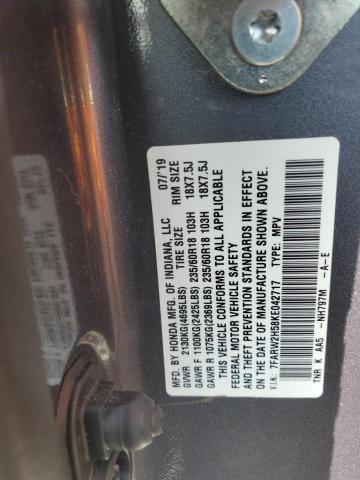 MFD. BY HONDA MFG. OF INDIANA, LLC 07/'19
TIRE SIZE RIM SIZE
GVWR 2130KG(4695LBS)
GAWR F 1100KG(2425LBS) 235/60R18 103H 18X7.5J
GAWR R 1075KG(2369LBS) 235/60R18 103H 18X7.5J
THIS VEHICLE CONFORMS TO ALL APPLICABLE
FEDERAL MOTOR VEHICLE SAFETY
AND THEFT PREVENTION STANDARDS IN EFFECT
ON THE DATE OF MANUFACTURE SHOWN ABOVE.
VIN: 7FARW2H58KE042717 TYPE: MPV
TNR K AA5 -NH797M -A-E